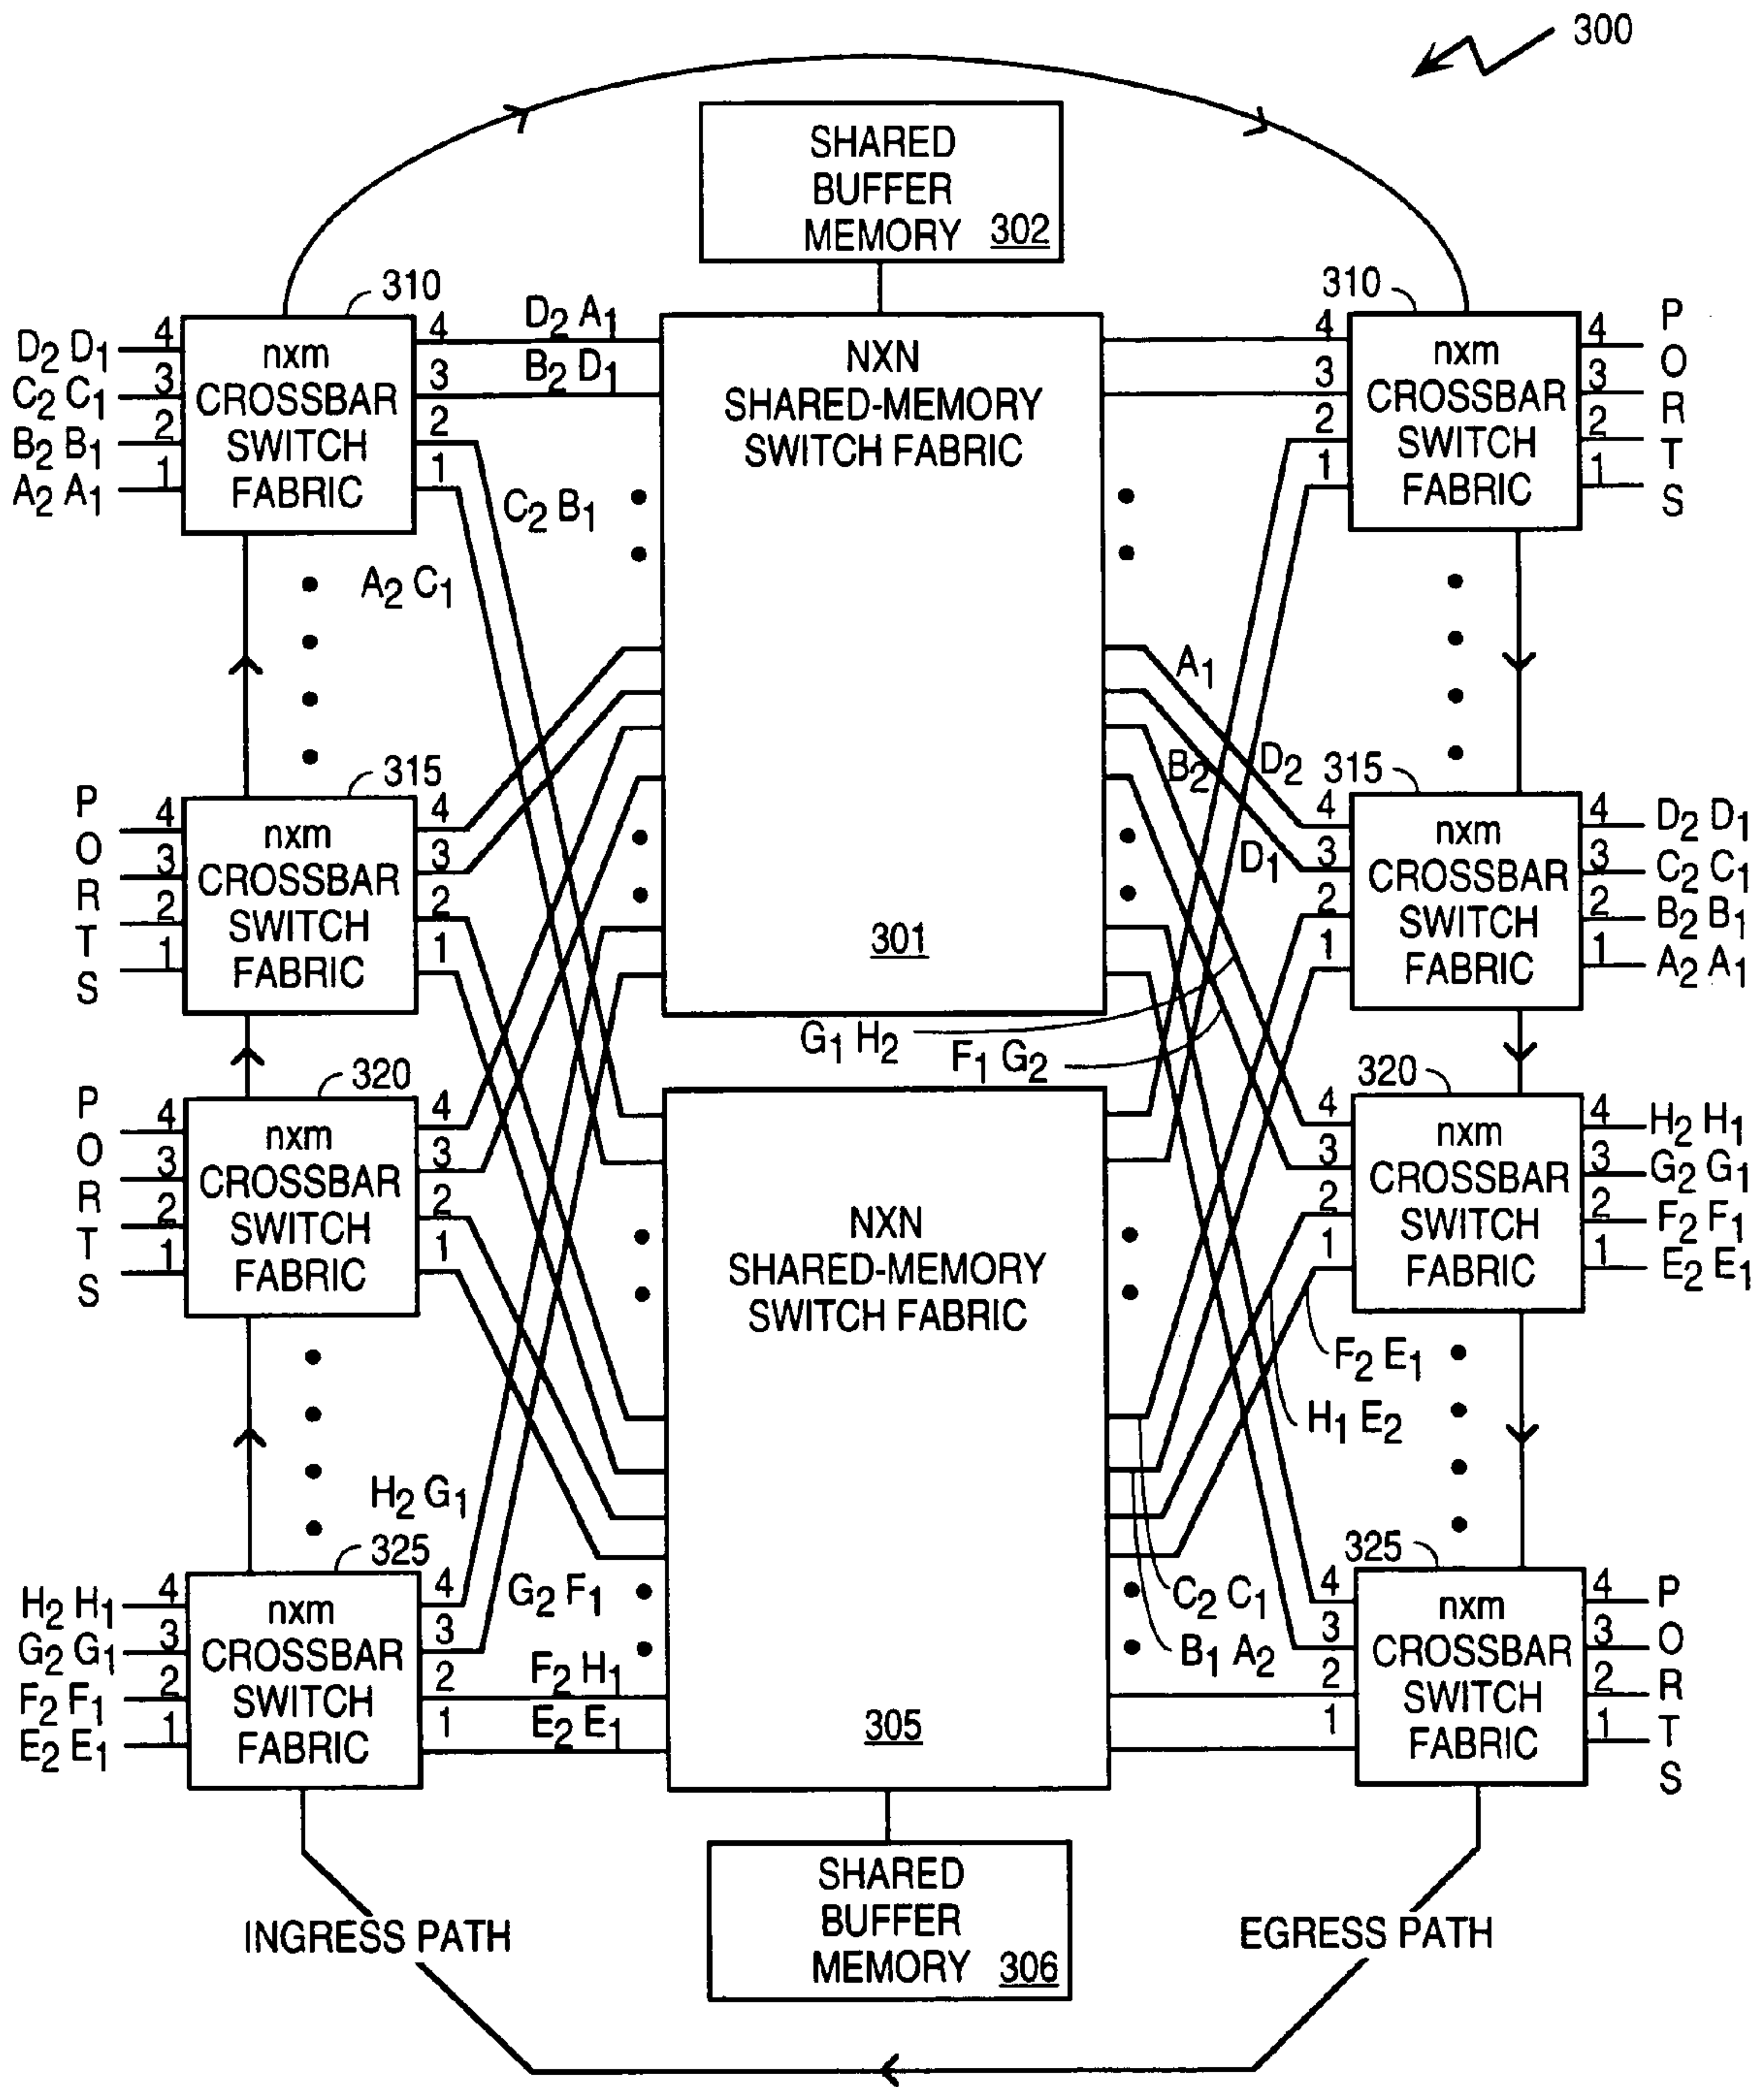 300
SHARED
BUFFER
MEMORY 302
310
D2 D1 4
C2 C1 3
B2 B1 2
A2 A1 1
nxm
CROSSBAR
SWITCH
FABRIC
4 D2 A1
3 B2 D1
2
1
C2 B1
A2 C1
NXN
SHARED-MEMORY
SWITCH FABRIC
301
310
4
3
2
1
nxm
CROSSBAR
SWITCH
FABRIC
4
3
2
1
PORTS
315
PORTS
4
3
2
1
nxm
CROSSBAR
SWITCH
FABRIC
4
3
2
1
A1
B2
D2
D1
315
4
3
2
1
nxm
CROSSBAR
SWITCH
FABRIC
4 D2 D1
3 C2 C1
2 B2 B1
1 A2 A1
G1 H2
F1 G2
320
PORTS
4
3
2
1
nxm
CROSSBAR
SWITCH
FABRIC
4
3
2
1
NXN
SHARED-MEMORY
SWITCH FABRIC
305
320
4
3
2
1
nxm
CROSSBAR
SWITCH
FABRIC
4 H2 H1
3 G2 G1
2 F2 F1
1 E2 E1
F2 E1
H1 E2
C2 C1
B1 A2
H2 G1
G2 F1
325
H2 H1 4
G2 G1 3
F2 F1 2
E2 E1 1
nxm
CROSSBAR
SWITCH
FABRIC
4
3
2 F2 H1
1 E2 E1
325
4
3
2
1
nxm
CROSSBAR
SWITCH
FABRIC
4
3
2
1
PORTS
SHARED
BUFFER
MEMORY 306
INGRESS PATH
EGRESS PATH